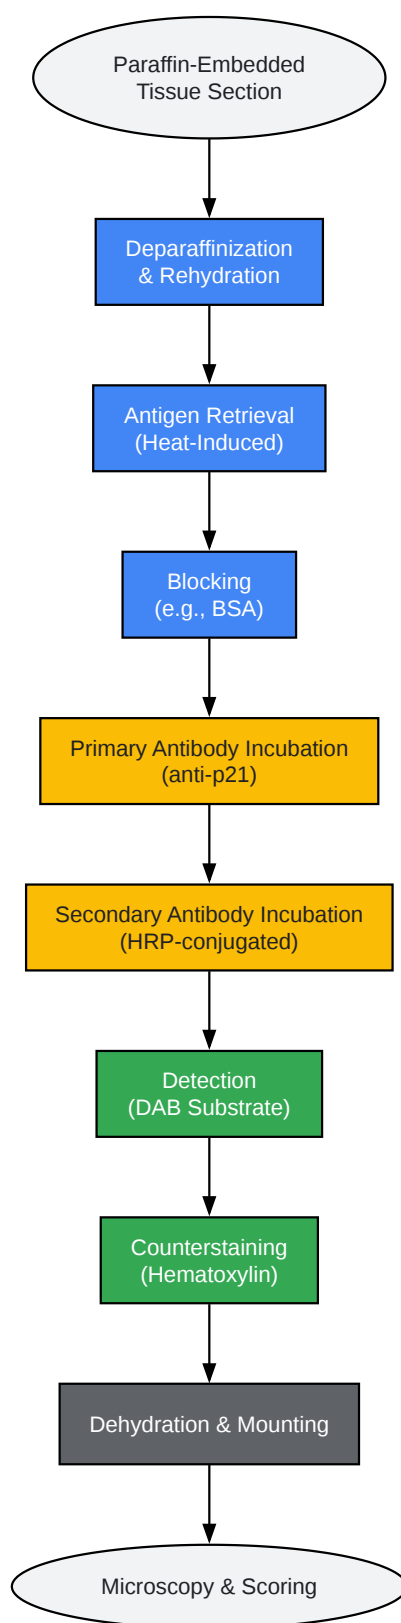 Paraffin-Embedded
Tissue Section
Deparaffinization
& Rehydration
Antigen Retrieval
(Heat-Induced)
Blocking
(e.g., BSA)
Primary Antibody Incubation
(anti-p21)
Secondary Antibody Incubation
(HRP-conjugated)
Detection
(DAB Substrate)
Counterstaining
(Hematoxylin)
Dehydration & Mounting
Microscopy & Scoring